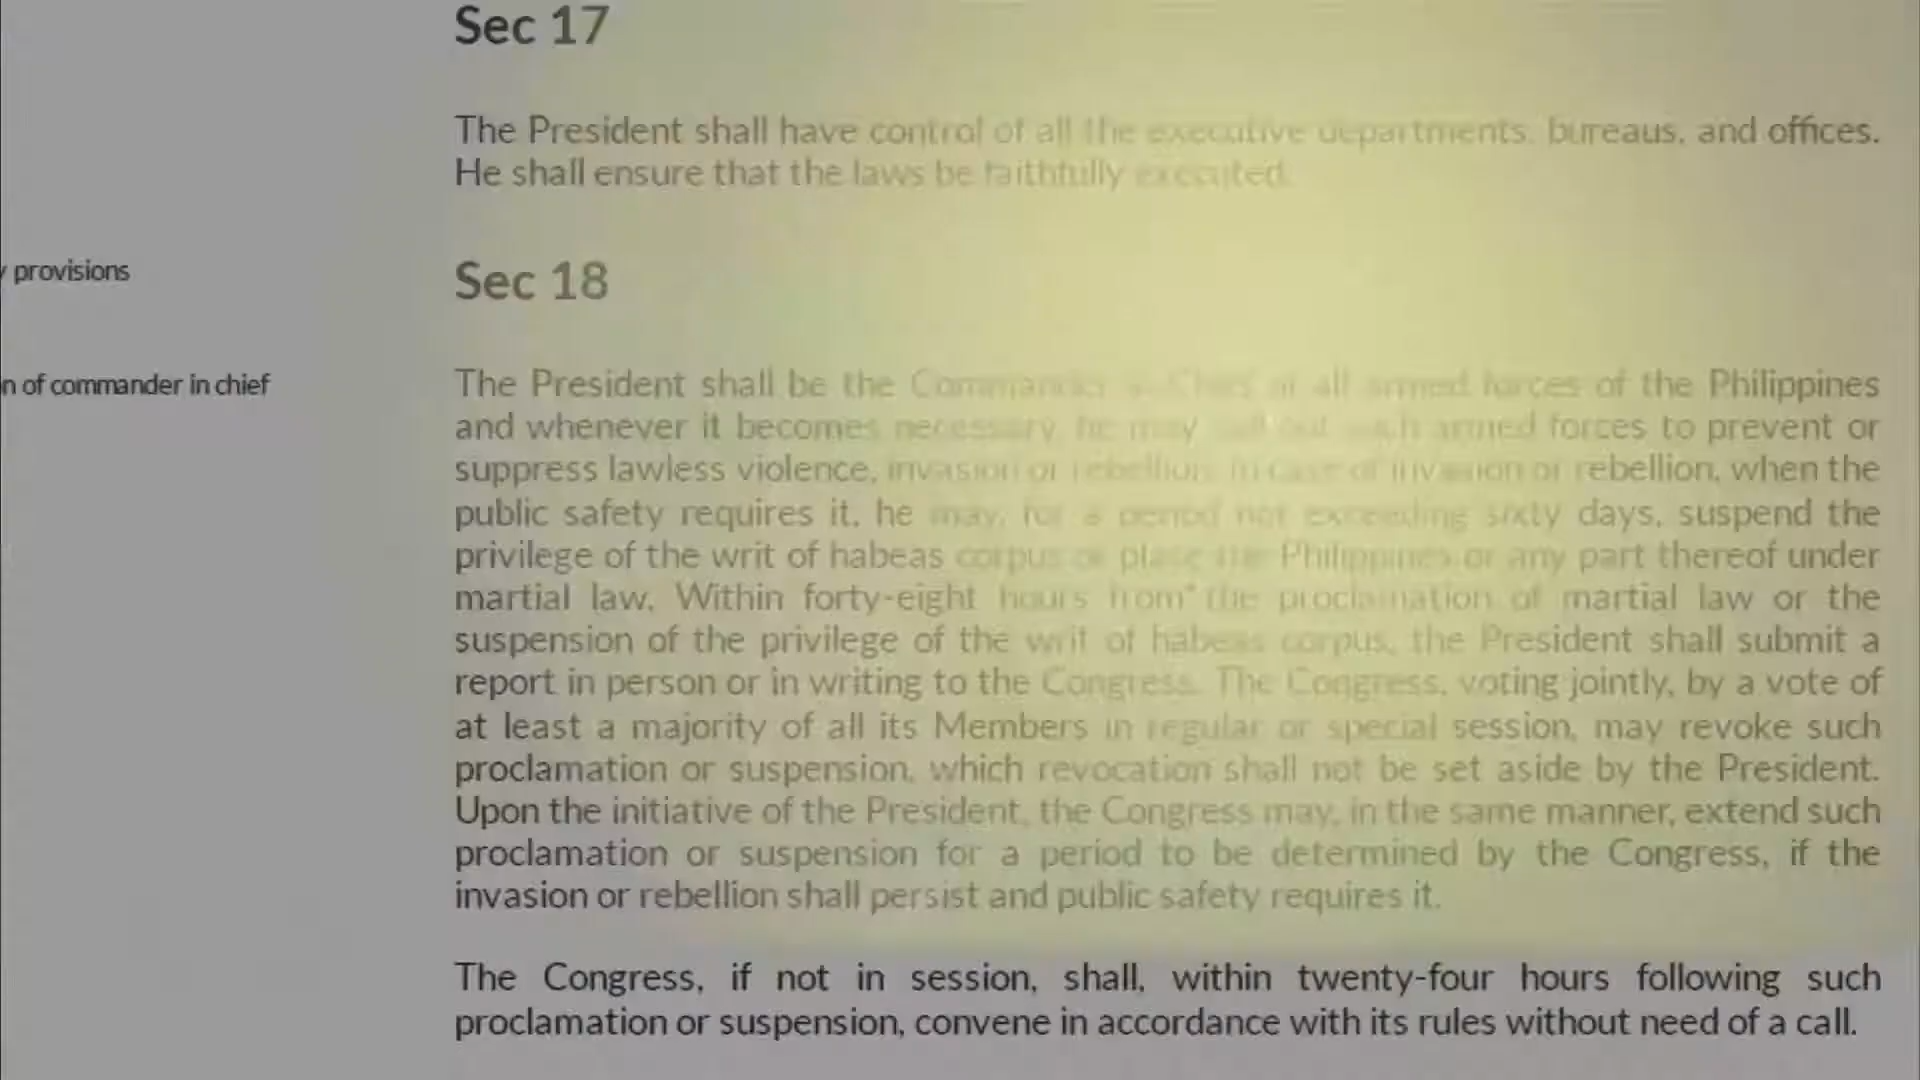 Sec 17
The President shall have control of all the executive departments, bureaus, and offices.
He shall ensure that the laws be faithfully executed.
provisions
Sec 18
n of commander in chief
The President shall be the Commander in Chief of all armed forces of the Philippines
and whenever it becomes necessary, he may call out such armed forces to prevent or
suppress lawless violence, invasion or rebellion. In case of invasion or rebellion, when the
public safety requires it, he may, for a period not exceeding sixty days, suspend the
privilege of the writ of habeas corpus or place the Philippines or any part thereof under
martial law. Within forty-eight hours from the proclamation of martial law or the
suspension of the privilege of the writ of habeas corpus, the President shall submit a
report in person or in writing to the Congress. The Congress, voting jointly, by a vote of
at least a majority of all its Members in regular or special session, may revoke such
proclamation or suspension, which revocation shall not be set aside by the President.
Upon the initiative of the President, the Congress may, in the same manner, extend such
proclamation or suspension for a period to be determined by the Congress, if the
invasion or rebellion shall persist and public safety requires it.
The Congress, if not in session, shall, within twenty-four hours following such
proclamation or suspension, convene in accordance with its rules without need of a call.